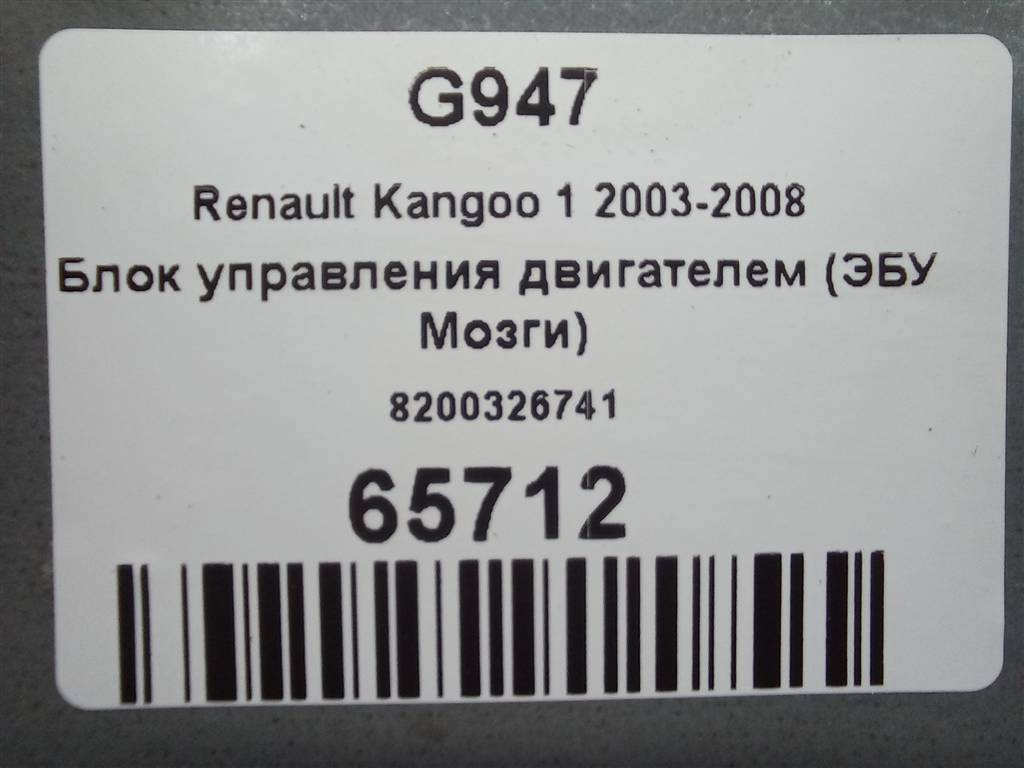 G947
Renault Kangoo 1 2003-2008
Блок управления двигателем (ЭБУ
Мозги)
8200326741
65712